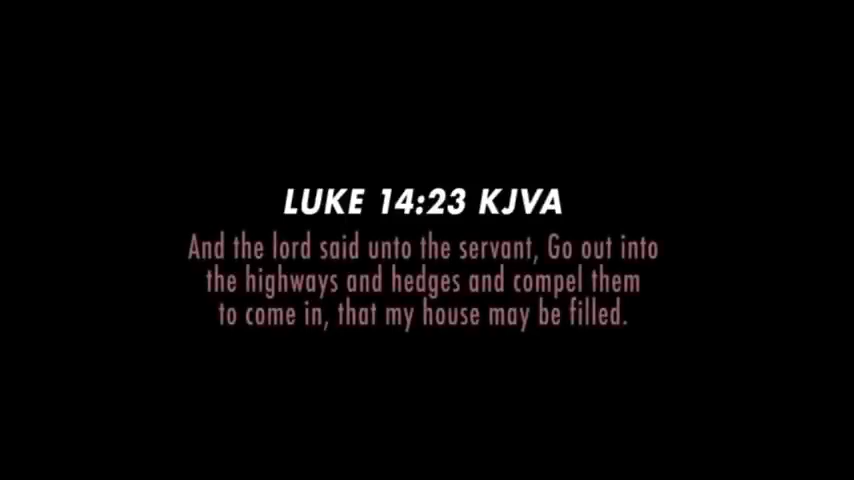 LUKE 14:23 KJVA
And the lord said unto the servant, Go out into
the highways and hedges and compel them
to come in, that my house may be filled.